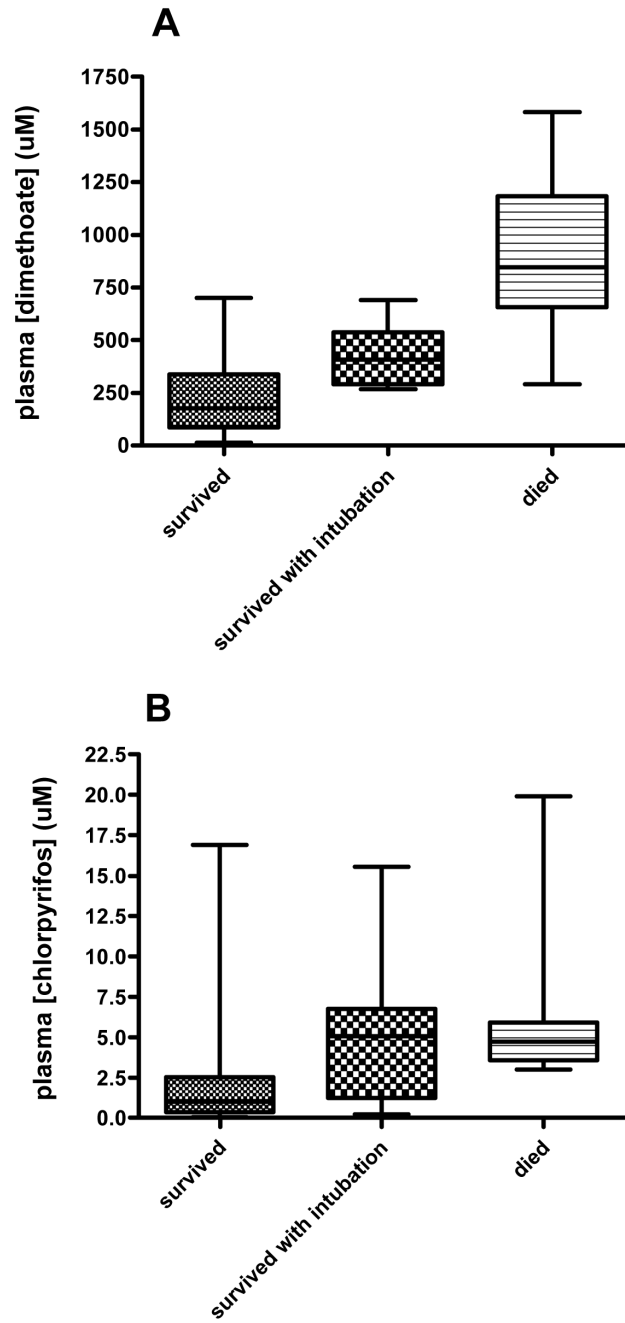 A
plasma [dimethoate] (uM)
1750
1500
1250
1000
750
500
250
0
survived
survived with intubation
died
B
plasma [chlorpyrifos] (uM)
22.5
20.0
17.5
15.0
12.5
10.0
7.5
5.0
2.5
0.0
survived
survived with intubation
died